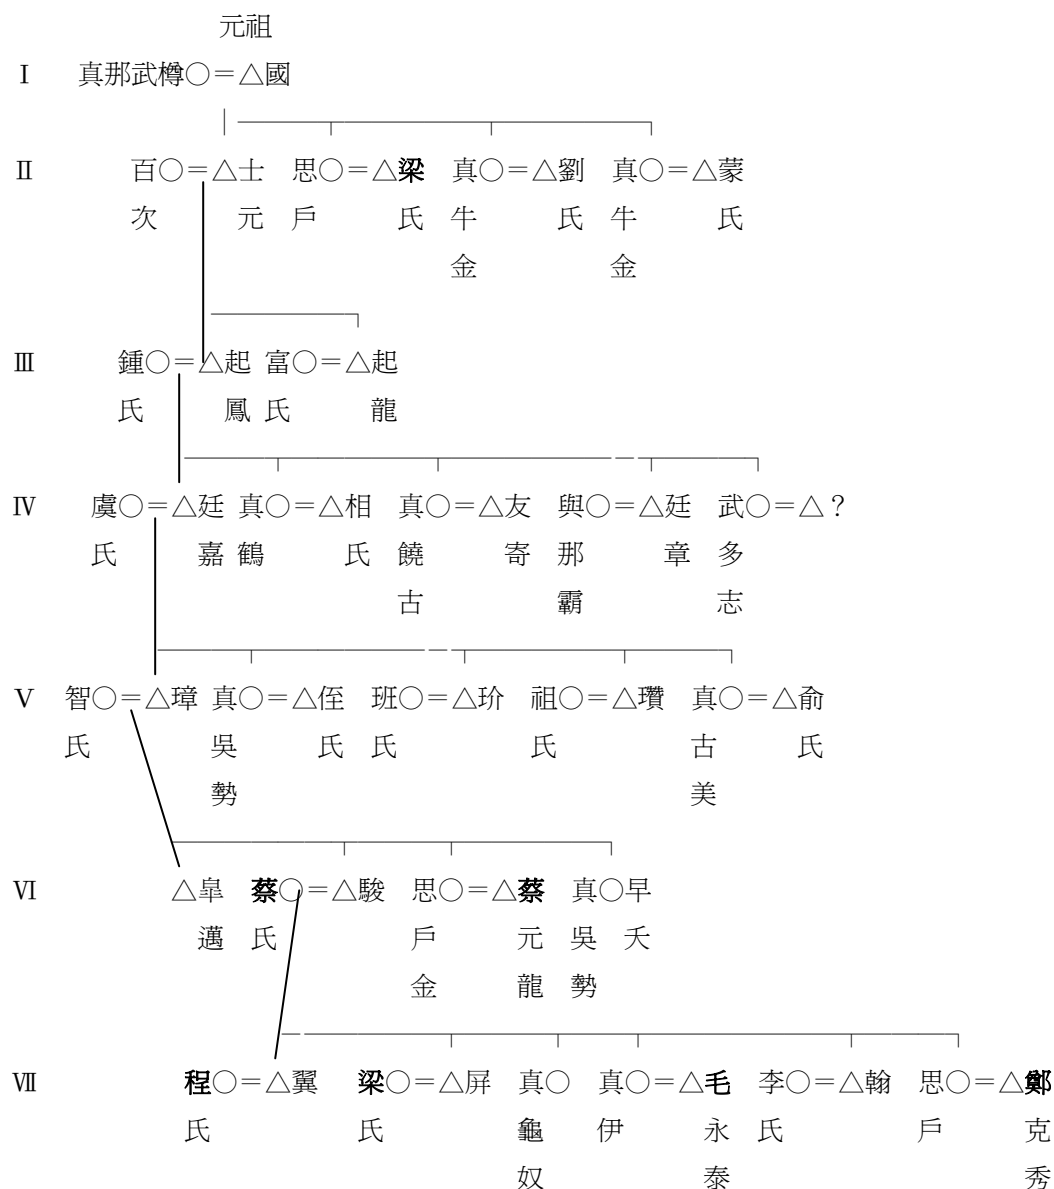 元祖
Ⅰ 真那武樽○＝△國
Ⅱ 百○＝△士 思○＝△梁 真○＝△劉 真○＝△蒙
次 元 戶 氏 牛 氏 牛 氏
金 金
Ⅲ 鍾○＝△起 富○＝△起
氏 鳳 氏 龍
Ⅳ 虞○＝△廷 真○＝△相 真○＝△友 與○＝△廷 武○＝△？
氏 嘉 鶴 氏 饒 寄 那 章 多
古 霸 志
Ⅴ 智○＝△璋 真○＝△侄 班○＝△玠 祖○＝△瓚 真○＝△俞
氏 吳 氏 氏 氏 古 氏
勢 美
Ⅵ △皐 蔡○＝△駿 思○＝△蔡 真○早
邁 氏 戶 元 吳 夭
金 龍 勢
Ⅶ 程○＝△翼 梁○＝△屏 真○ 真○＝△毛 李○＝△翰 思○＝△鄭
氏 氏 龜 伊 永 氏 戶 克
奴 泰 秀